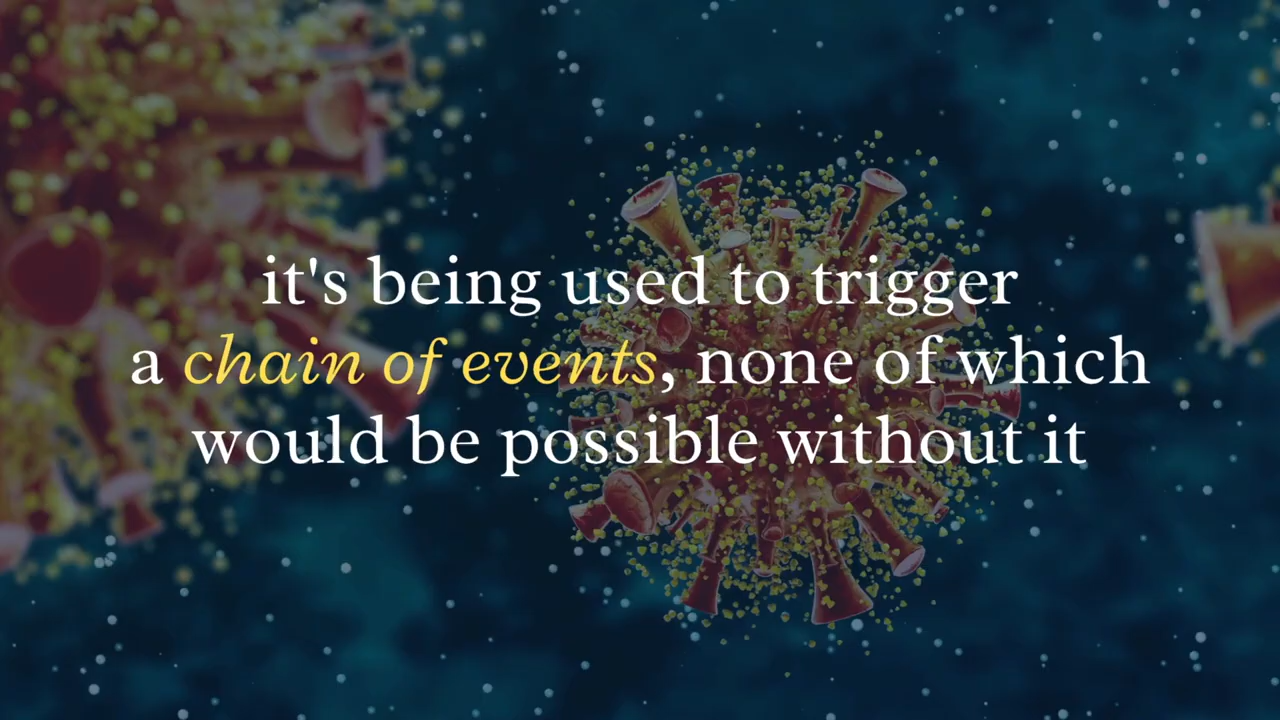 it's being used to trigger
a chain of events, none of which
would be possible without it